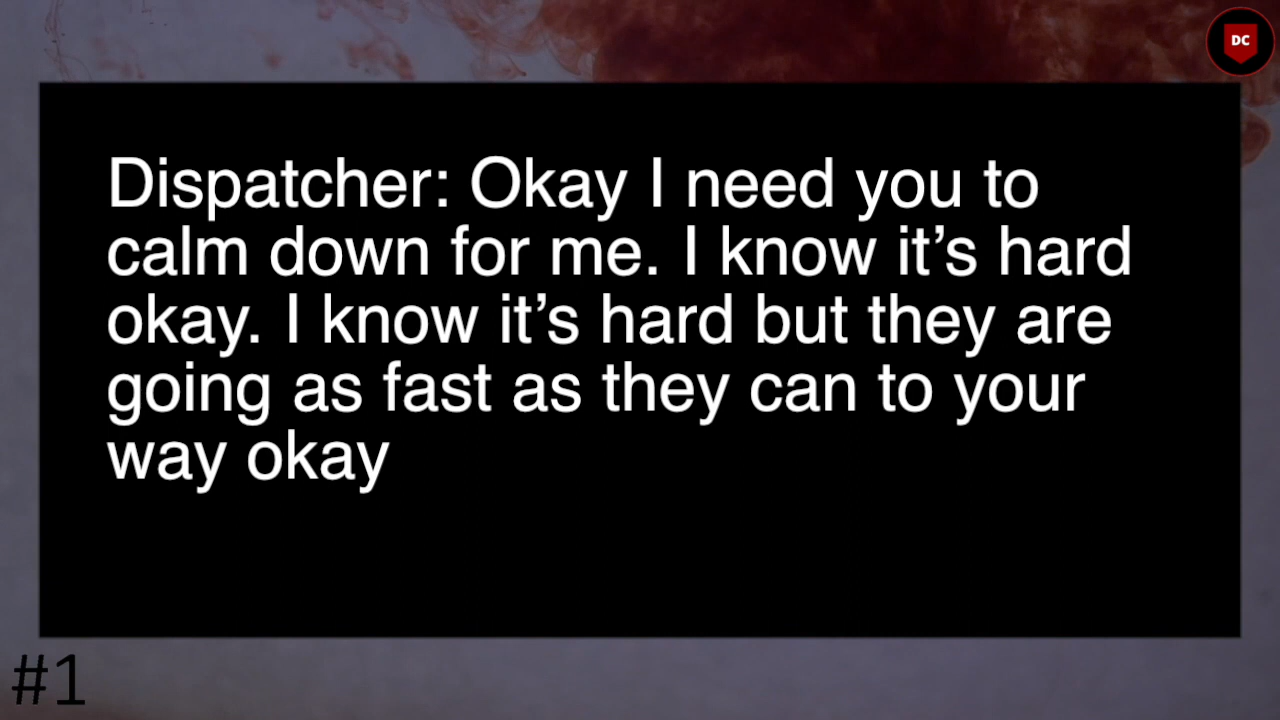 DC
Dispatcher: Okay I need you to
calm down for me. I know it’s hard
okay. I know it’s hard but they are
going as fast as they can to your
way okay
#1